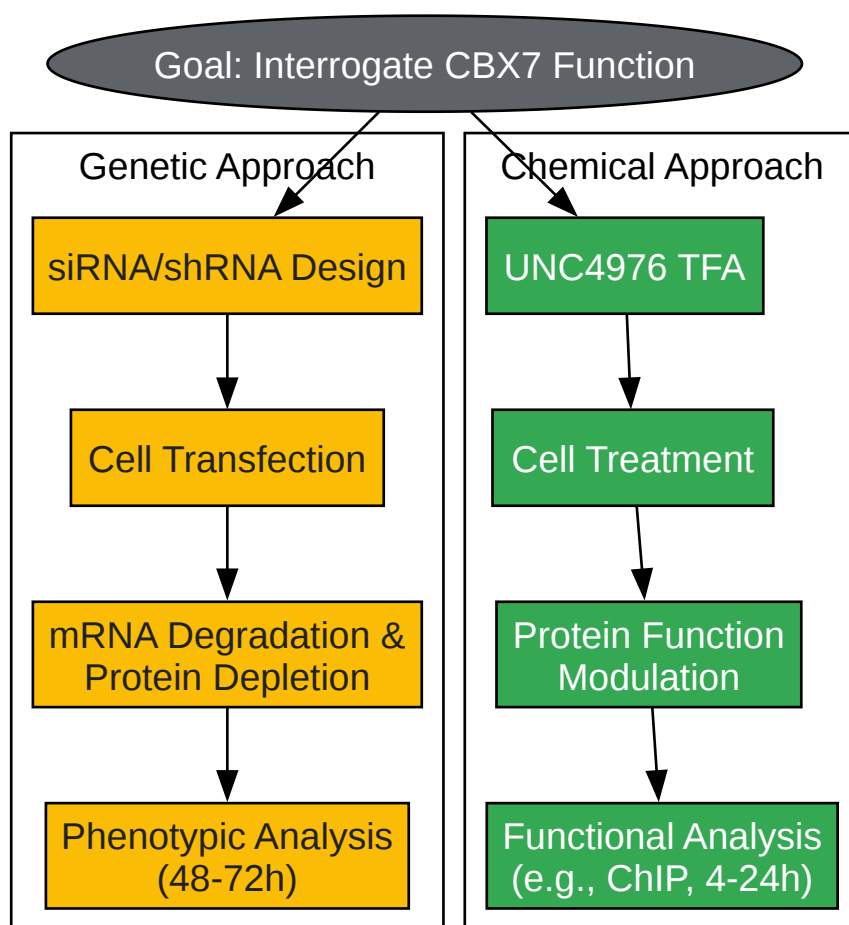 Goal: Interrogate CBX7 Function
Genetic Approach
siRNA/shRNA Design
Cell Transfection
mRNA Degradation &
Protein Depletion
Phenotypic Analysis
(48-72h)
Chemical Approach
UNC4976 TFA
Cell Treatment
Protein Function
Modulation
Functional Analysis
(e.g., ChIP, 4-24h)